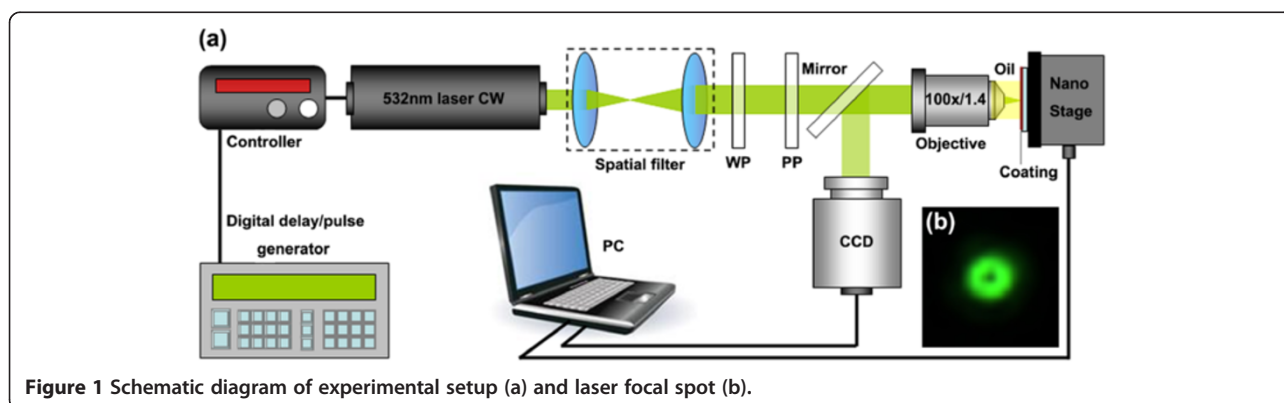 (a)
532nm laser CW
Controller
Spatial filter
WP
PP
Mirror
100x/1.4
Objective
Oil
Coating
Nano
Stage
Digital delay/pulse
generator
PC
CCD
(b)
Figure 1 Schematic diagram of experimental setup (a) and laser focal spot (b).